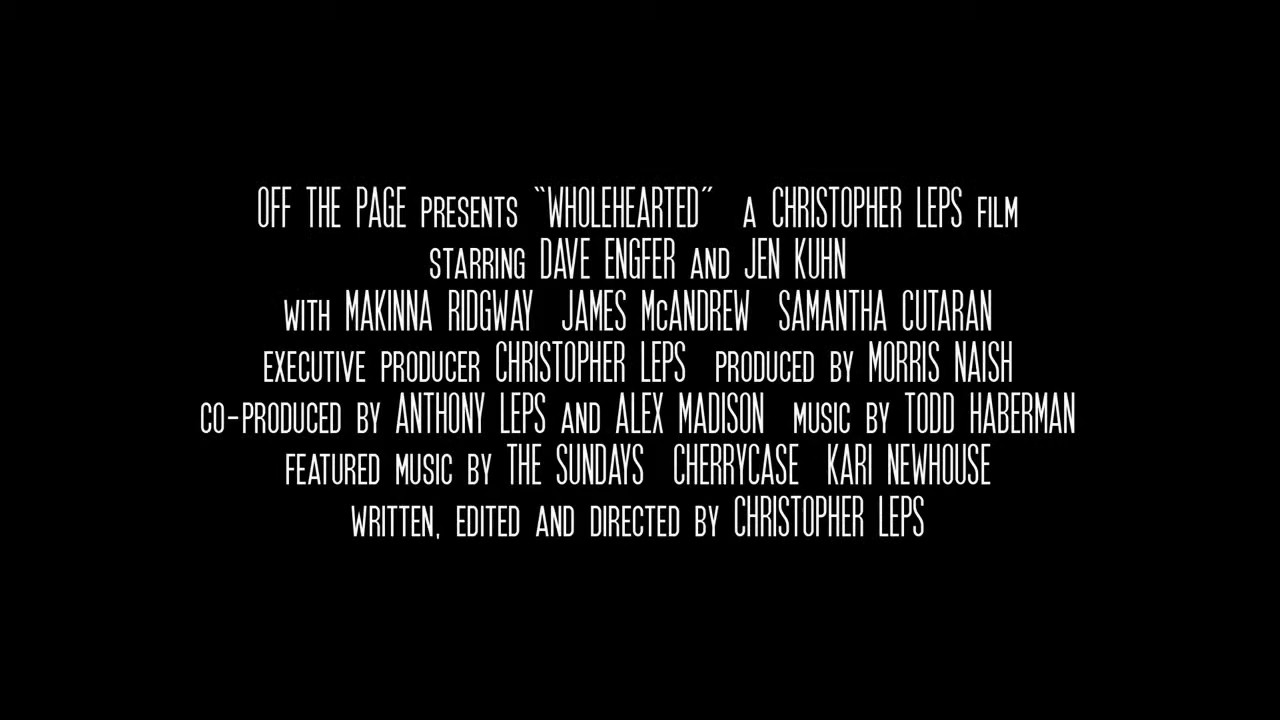 OFF THE PAGE PRESENTS “WHOLEHEARTED” A CHRISTOPHER LEPS FILM
STARRING DAVE ENGFER AND JEN KUHN
WITH MAKINNA RIDGWAY JAMES McANDREW SAMANTHA CUTARAN
EXECUTIVE PRODUCER CHRISTOPHER LEPS PRODUCED BY MORRIS NAISH
CO-PRODUCED BY ANTHONY LEPS AND ALEX MADISON MUSIC BY TODD HABERMAN
FEATURED MUSIC BY THE SUNDAYS CHERRYCASE KARI NEWHOUSE
WRITTEN, EDITED AND DIRECTED BY CHRISTOPHER LEPS